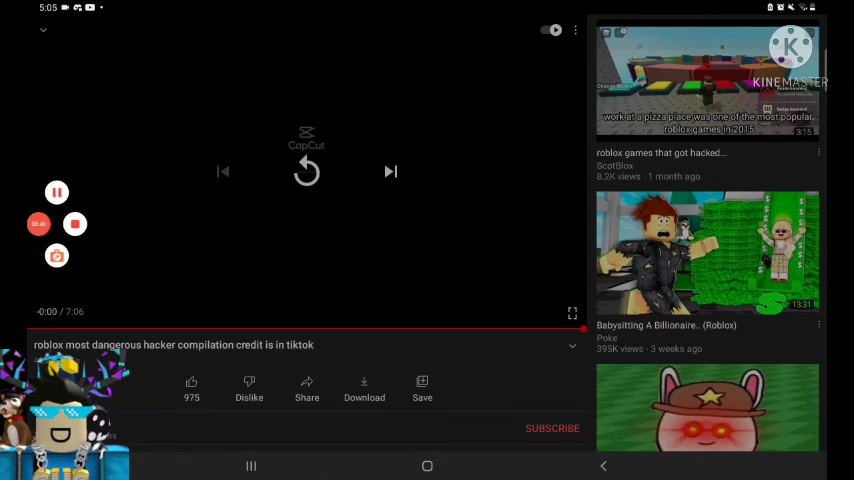 5:05
K
KINEMASTER
CapCut
work at a pizza place was one of the most popular
roblox games in 2015
3:15
roblox games that got hacked...
ScotBlox
8.2K views · 1 month ago
00:46
-0:00 / 7:06
13:31
Babysitting A Billionaire.. (Roblox)
Poke
395K views · 3 weeks ago
roblox most dangerous hacker compilation credit is in tiktok
975
Dislike
Share
Download
Save
SUBSCRIBE